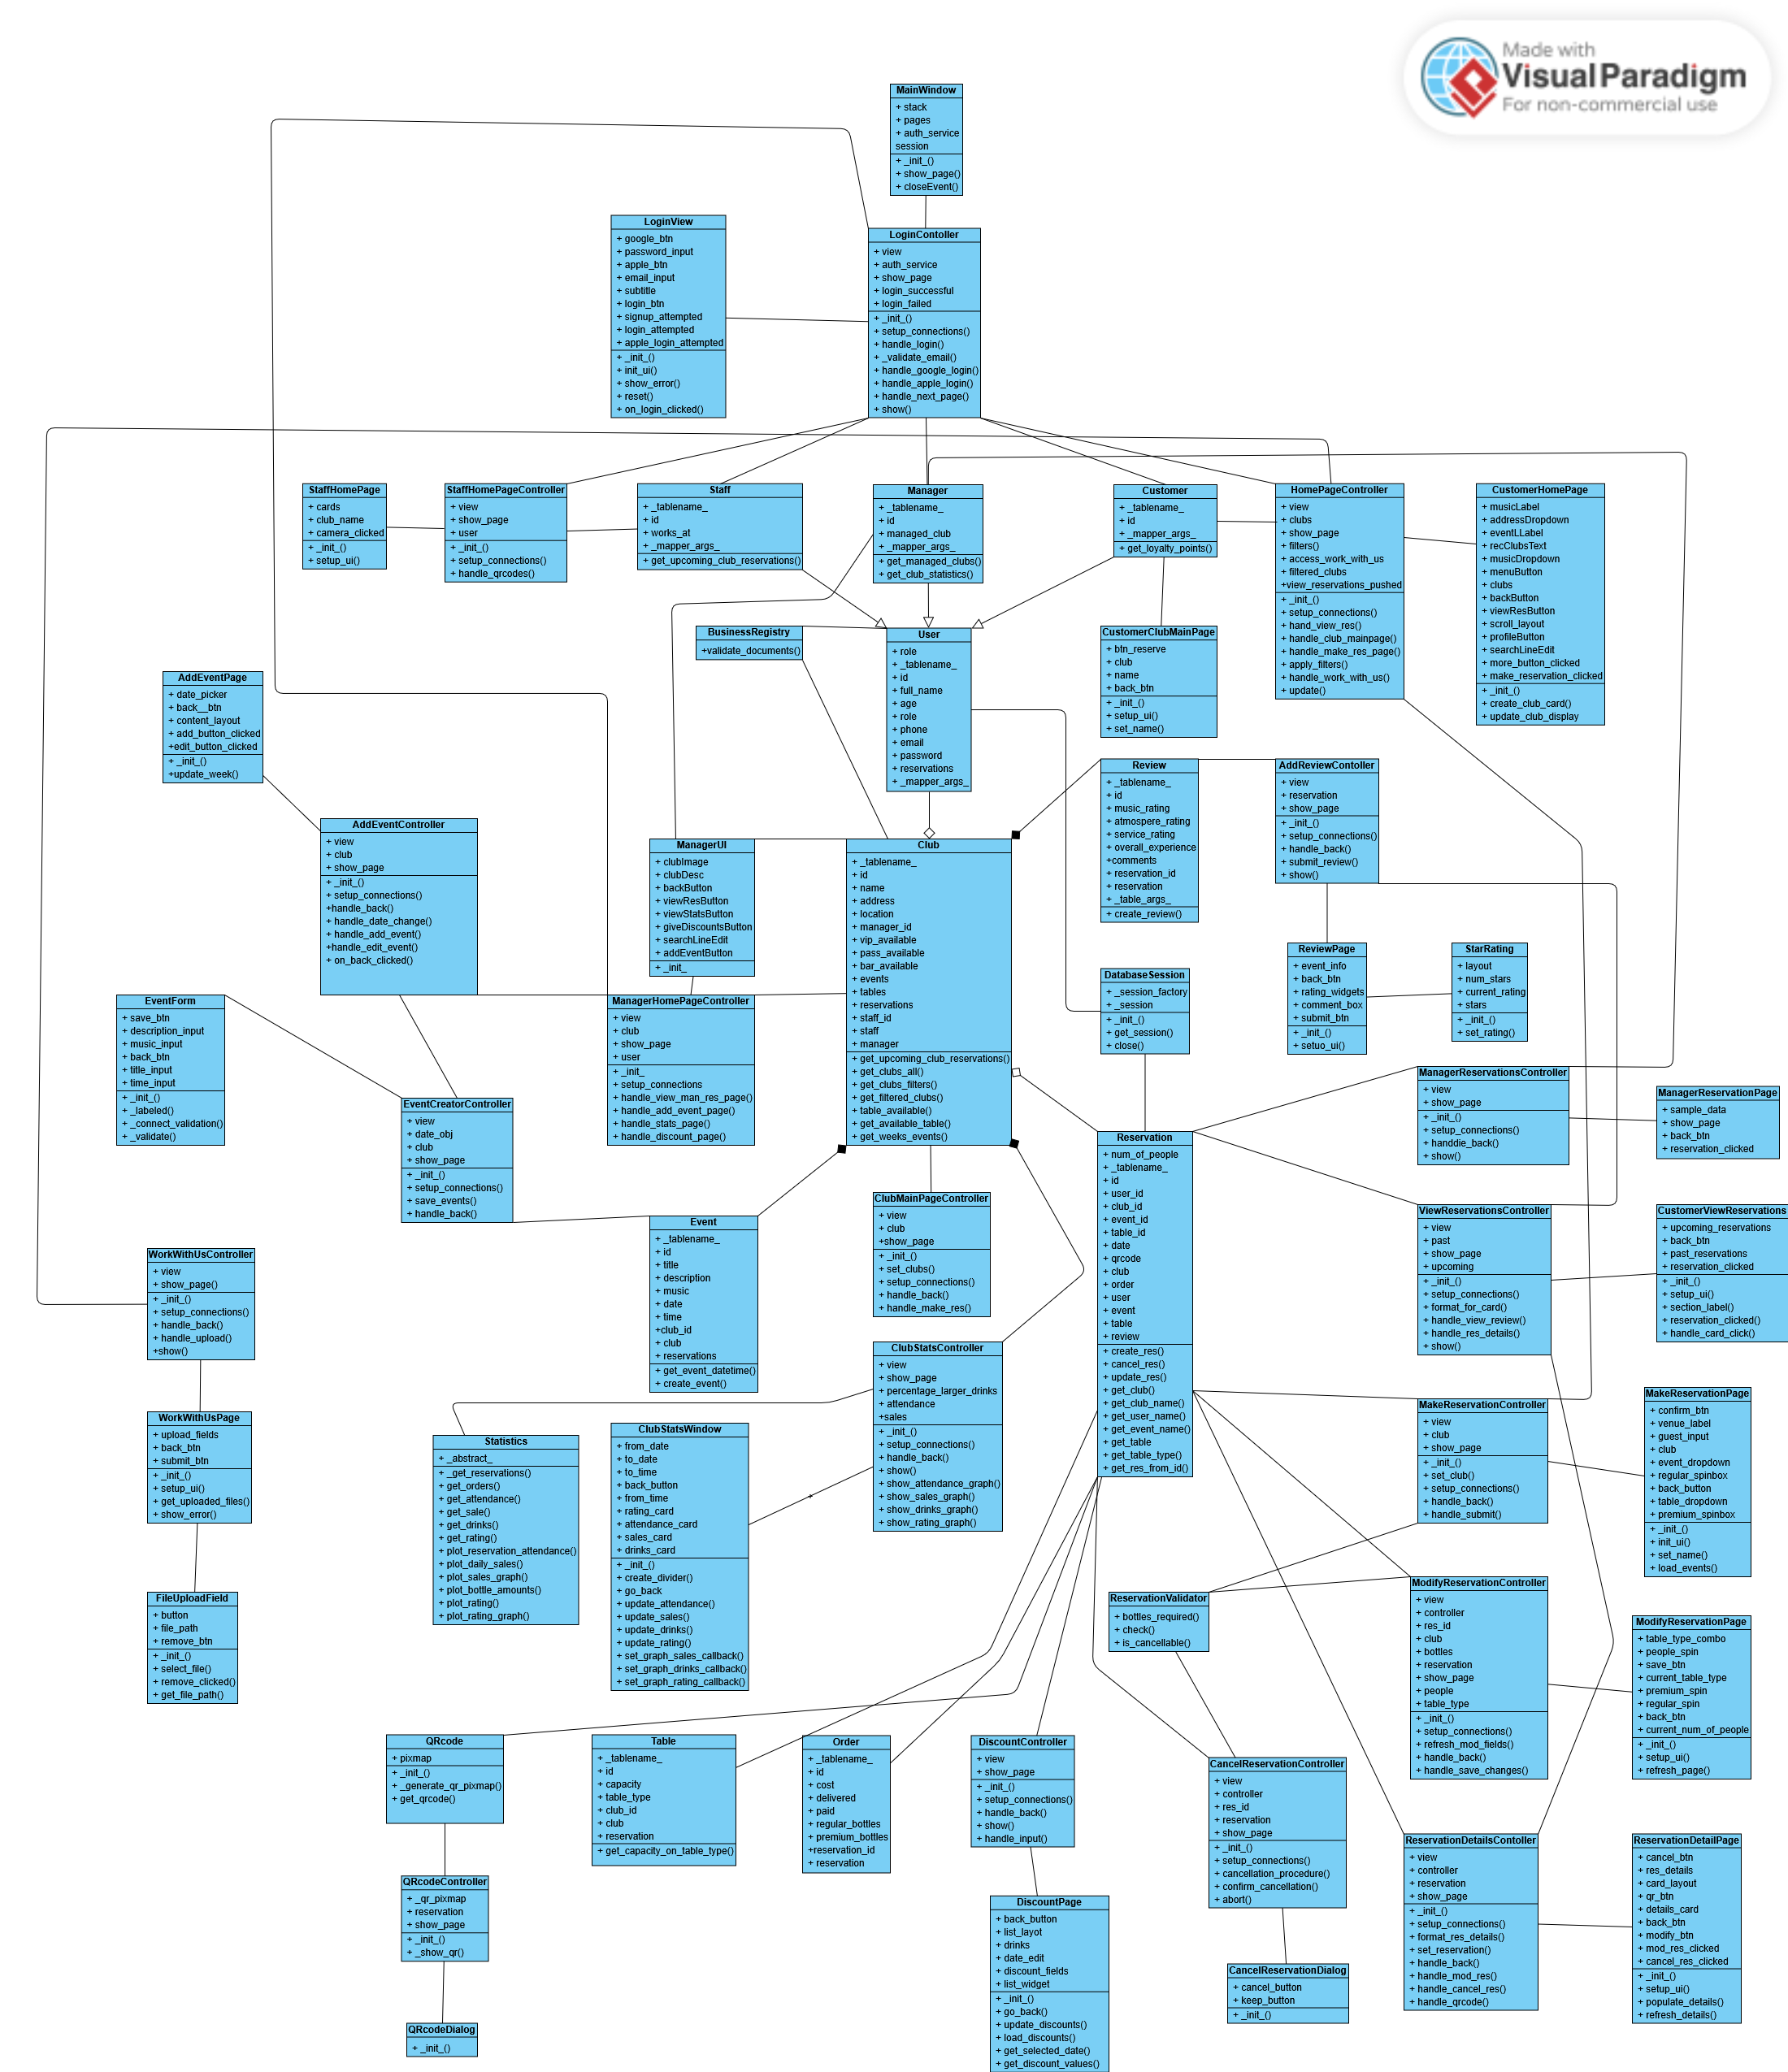 Made with
Visual Paradigm
For non-commercial use
MainWindow
+ stack
+ pages
+ auth_service
session
+ _init_()
+ show_page()
+ closeEvent()
LoginView
+ google_btn
+ password_input
+ apple_btn
+ email_input
+ subtitle
+ login_btn
+ signup_attempted
+ login_attempted
+ apple_login_attempted
+ _init_()
+ init_ui()
+ show_error()
+ reset()
+ on_login_clicked()
LoginContoller
+ view
+ auth_service
+ show_page
+ login_successful
+ login_failed
+ _init_()
+ setup_connections()
+ handle_login()
+ _validate_email()
+ handle_google_login()
+ handle_apple_login()
+ handle_next_page()
+ show()
StaffHomePage
+ cards
+ club_name
+ camera_clicked
+ _init_()
+ setup_ui()
StaffHomePageController
+ view
+ show_page
+ user
+ _init_()
+ setup_connections()
+ handle_qrcodes()
Staff
+ _tablename_
+ id
+ works_at
+ _mapper_args_
+ get_upcoming_club_reservations()
Manager
+ _tablename_
+ id
+ managed_club
+ _mapper_args_
+ get_managed_clubs()
+ get_club_statistics()
Customer
+ _tablename_
+ id
+ _mapper_args_
+ get_loyalty_points()
HomePageController
+ view
+ clubs
+ show_page
+ filters()
+ access_work_with_us
+ filtered_clubs
+view_reservations_pushed
+ _init_()
+ setup_connections()
+ hand_view_res()
+ handle_club_mainpage()
+ handle_make_res_page()
+ apply_filters()
+ handle_work_with_us()
+ update()
CustomerHomePage
+ musicLabel
+ addressDropdown
+ eventLLabel
+ recClubsText
+ musicDropdown
+ menuButton
+ clubs
+ backButton
+ viewResButton
+ scroll_layout
+ profileButton
+ searchLineEdit
+ more_button_clicked
+ make_reservation_clicked
+ _init_()
+ create_club_card()
+ update_club_display
BusinessRegistry
+validate_documents()
User
+ role
+ _tablename_
+ id
+ full_name
+ age
+ role
+ phone
+ email
+ password
+ reservations
+ _mapper_args_
CustomerClubMainPage
+ btn_reserve
+ club
+ name
+ back_btn
+ _init_()
+ setup_ui()
+ set_name()
AddEventPage
+ date_picker
+ back__btn
+ content_layout
+ add_button_clicked
+edit_button_clicked
+ _init_()
+update_week()
AddEventController
+ view
+ club
+ show_page
+ _init_()
+ setup_connections()
+handle_back()
+ handle_date_change()
+ handle_add_event()
+handle_edit_event()
+ on_back_clicked()
ManagerUI
+ clubImage
+ clubDesc
+ backButton
+ viewResButton
+ viewStatsButton
+ giveDiscountsButton
+ searchLineEdit
+ addEventButton
+ _init_
Club
+ _tablename_
+ id
+ name
+ address
+ location
+ manager_id
+ vip_available
+ pass_available
+ bar_available
+ events
+ tables
+ reservations
+ staff_id
+ staff
+ manager
+ get_upcoming_club_reservations()
+ get_clubs_all()
+ get_clubs_filters()
+ get_filtered_clubs()
+ table_available()
+ get_available_table()
+ get_weeks_events()
Review
+ _tablename_
+ id
+ music_rating
+ atmospere_rating
+ service_rating
+ overall_experience
+comments
+ reservation_id
+ reservation
+ _table_args_
+ create_review()
AddReviewContoller
+ view
+ reservation
+ show_page
+ _init_()
+ setup_connections()
+ handle_back()
+ submit_review()
+ show()
ReviewPage
+ event_info
+ back_btn
+ rating_widgets
+ comment_box
+ submit_btn
+ _init_()
+ setuo_ui()
StarRating
+ layout
+ num_stars
+ current_rating
+ stars
+ _init_()
+ set_rating()
DatabaseSession
+ _session_factory
+ _session
+ _init_()
+ get_session()
+ close()
EventForm
+ save_btn
+ description_input
+ music_input
+ back_btn
+ title_input
+ time_input
+ _init_()
+ _labeled()
+ _connect_validation()
+ _validate()
ManagerHomePageController
+ view
+ club
+ show_page
+ user
+ _init_
+ setup_connections
+ handle_view_man_res_page()
+ handle_add_event_page()
+ handle_stats_page()
+ handle_discount_page()
EventCreatorController
+ view
+ date_obj
+ club
+ show_page
+ _init_()
+ setup_connections()
+ save_events()
+ handle_back()
ManagerReservationsController
+ view
+ show_page
+ _init_()
+ setup_connections()
+ handdie_back()
+ show()
ManagerReservationPage
+ sample_data
+ show_page
+ back_btn
+ reservation_clicked
Reservation
+ num_of_people
+ _tablename_
+ id
+ user_id
+ club_id
+ event_id
+ table_id
+ date
+ qrcode
+ club
+ order
+ user
+ event
+ table
+ review
+ create_res()
+ cancel_res()
+ update_res()
+ get_club()
+ get_club_name()
+ get_user_name()
+ get_event_name()
+ get_table
+ get_table_type()
+ get_res_from_id()
ClubMainPageController
+ view
+ club
+show_page
+ _init_()
+ set_clubs()
+ setup_connections()
+ handle_back()
+ handle_make_res()
Event
+ _tablename_
+ id
+ title
+ description
+ music
+ date
+ time
+club_id
+ club
+ reservations
+ get_event_datetime()
+ create_event()
ViewReservationsController
+ view
+ past
+ show_page
+ upcoming
+ _init_()
+ setup_connections()
+ format_for_card()
+ handle_view_review()
+ handle_res_details()
+ show()
CustomerViewReservations
+ upcoming_reservations
+ back_btn
+ past_reservations
+ reservation_clicked
+ _init_()
+ setup_ui()
+ section_label()
+ reservation_clicked()
+ handle_card_click()
WorkWithUsController
+ view
+ show_page()
+ _init_()
+ setup_connections()
+ handle_back()
+ handle_upload()
+show()
ClubStatsController
+ view
+ show_page
+ percentage_larger_drinks
+ attendance
+sales
+ _init_()
+ setup_connections()
+ handle_back()
+ show()
+ show_attendance_graph()
+ show_sales_graph()
+ show_drinks_graph()
+ show_rating_graph()
MakeReservationController
+ view
+ club
+ show_page
+ _init_()
+ set_club()
+ setup_connections()
+ handle_back()
+ handle_submit()
MakeReservationPage
+ confirm_btn
+ venue_label
+ guest_input
+ club
+ event_dropdown
+ regular_spinbox
+ back_button
+ table_dropdown
+ premium_spinbox
+ _init_()
+ init_ui()
+ set_name()
+ load_events()
WorkWithUsPage
+ upload_fields
+ back_btn
+ submit_btn
+ _init_()
+ setup_ui()
+ get_uploaded_files()
+ show_error()
Statistics
+ _abstract_
+ _get_reservations()
+ get_orders()
+ get_attendance()
+ get_sale()
+ get_drinks()
+ get_rating()
+ plot_reservation_attendance()
+ plot_daily_sales()
+ plot_sales_graph()
+ plot_bottle_amounts()
+ plot_rating()
+ plot_rating_graph()
ClubStatsWindow
+ from_date
+ to_date
+ to_time
+ back_button
+ from_time
+ rating_card
+ attendance_card
+ sales_card
+ drinks_card
+ _init_()
+ create_divider()
+ go_back
+ update_attendance()
+ update_sales()
+ update_drinks()
+ update_rating()
+ set_graph_sales_callback()
+ set_graph_drinks_callback()
+ set_graph_rating_callback()
+
FileUploadField
+ button
+ file_path
+ remove_btn
+ _init_()
+ select_file()
+ remove_clicked()
+ get_file_path()
ReservationValidator
+ bottles_required()
+ check()
+ is_cancellable()
ModifyReservationController
+ view
+ controller
+ res_id
+ club
+ bottles
+ reservation
+ show_page
+ people
+ table_type
+ _init_()
+ setup_connections()
+ refresh_mod_fields()
+ handle_back()
+ handle_save_changes()
ModifyReservationPage
+ table_type_combo
+ people_spin
+ save_btn
+ current_table_type
+ premium_spin
+ regular_spin
+ back_btn
+ current_num_of_people
+ _init_()
+ setup_ui()
+ refresh_page()
QRcode
+ pixmap
+ _init_()
+ _generate_qr_pixmap()
+ get_qrcode()
Table
+ _tablename_
+ id
+ capacity
+ table_type
+ club_id
+ club
+ reservation
+ get_capacity_on_table_type()
Order
+ _tablename_
+ id
+ cost
+ delivered
+ paid
+ regular_bottles
+ premium_bottles
+reservation_id
+ reservation
DiscountController
+ view
+ show_page
+ _init_()
+ setup_connections()
+ handle_back()
+ show()
+ handle_input()
CancelReservationController
+ view
+ controller
+ res_id
+ reservation
+ show_page
+ _init_()
+ setup_connections()
+ cancellation_procedure()
+ confirm_cancellation()
+ abort()
ReservationDetailsContoller
+ view
+ controller
+ reservation
+ show_page
+ _init_()
+ setup_connections()
+ format_res_details()
+ set_reservation()
+ handle_back()
+ handle_mod_res()
+ handle_cancel_res()
+ handle_qrcode()
ReservationDetailPage
+ cancel_btn
+ res_details
+ card_layout
+ qr_btn
+ details_card
+ back_btn
+ modify_btn
+ mod_res_clicked
+ cancel_res_clicked
+ _init_()
+ setup_ui()
+ populate_details()
+ refresh_details()
QRcodeController
+ _qr_pixmap
+ reservation
+ show_page
+ _init_()
+ _show_qr()
DiscountPage
+ back_button
+ list_layot
+ drinks
+ date_edit
+ discount_fields
+ list_widget
+ _init_()
+ go_back()
+ update_discounts()
+ load_discounts()
+ get_selected_date()
+ get_discount_values()
CancelReservationDialog
+ cancel_button
+ keep_button
+ _init_()
QRcodeDialog
+ _init_()